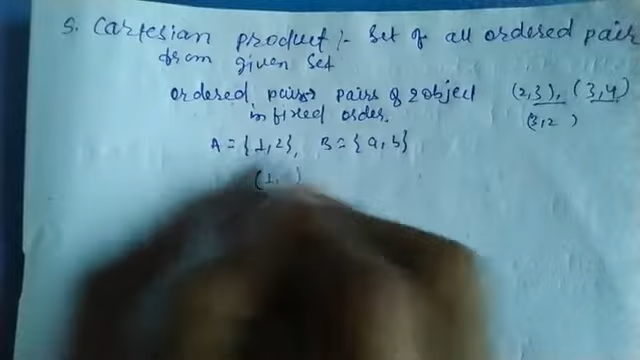 5. Cartesian product :- Set of all ordered pair
from given set
ordered pairs pairs of 2 object (2,3), (3,4)
in fixed order. (3,2 )
A = {1,2}, B = {a,b}
(1, )